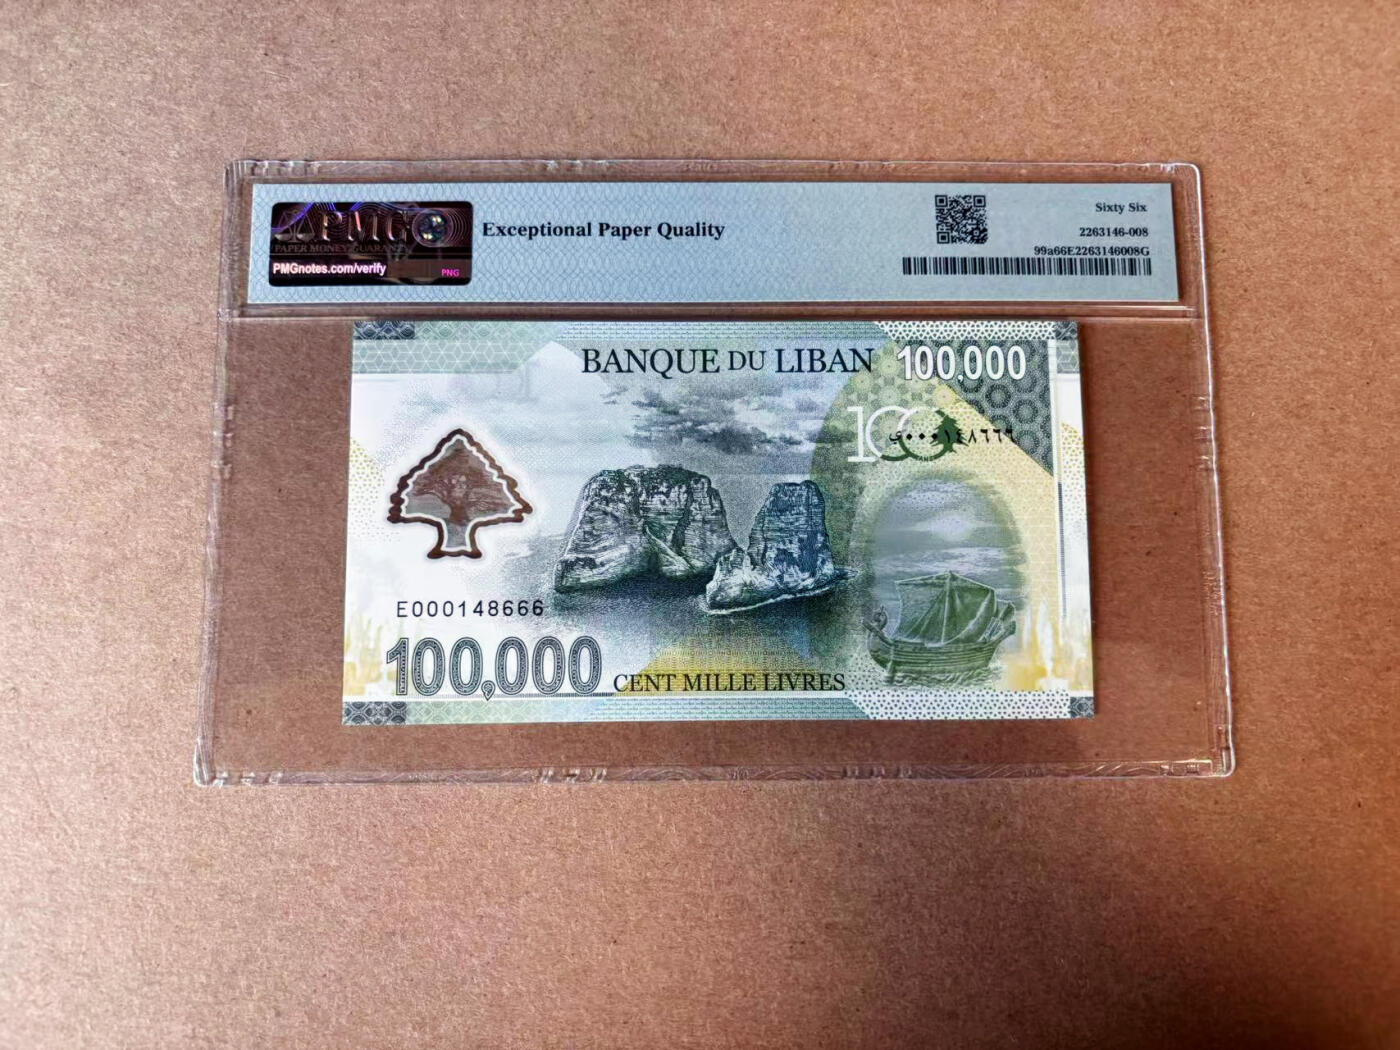 PMG
PAPER MONEY GUARANTY
PMGnotes.com/verify
PNG
Exceptional Paper Quality
Sixty Six
2263146-008
99a66E2263146008G
BANQUE DU LIBAN
100,000
100
٠٠٠١٤٨٦٦٦
E000148666
100,000
CENT MILLE LIVRES